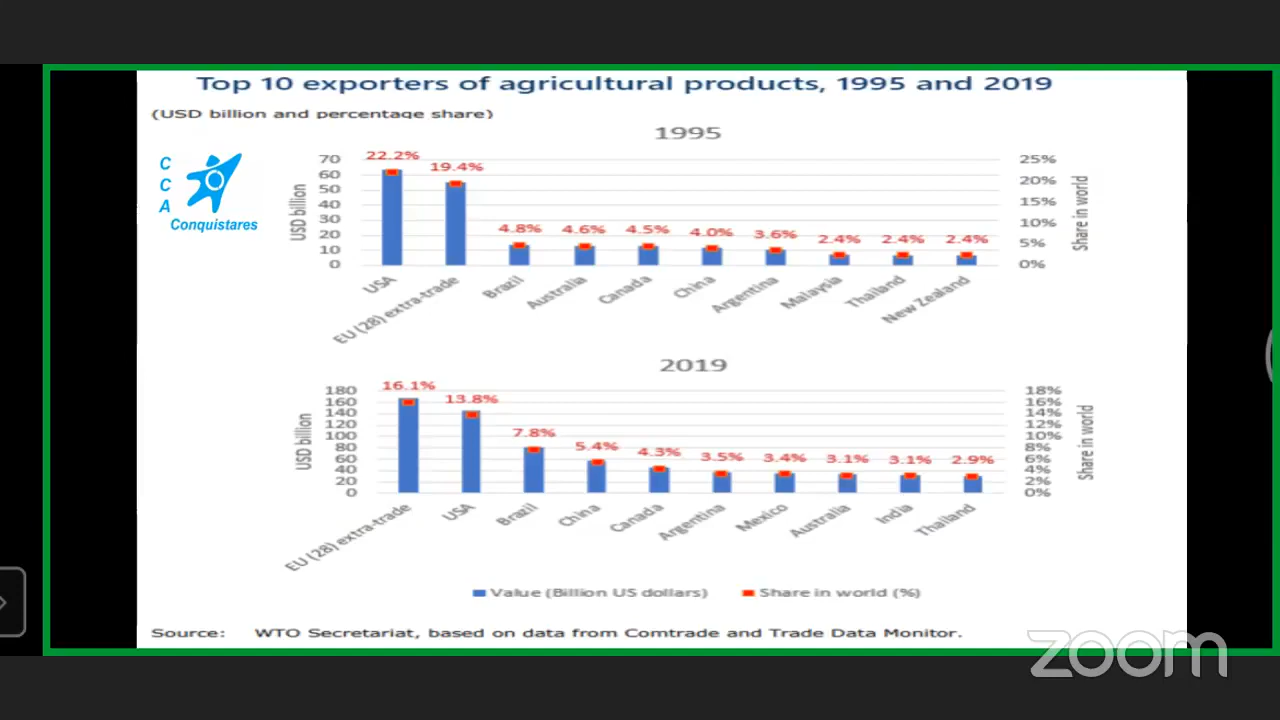 Top 10 exporters of agricultural products, 1995 and 2019
(USD billion and percentage share)
C
C
A
Conquistares
1995
22.2%
19.4%
4.8%
4.6%
4.5%
4.0%
3.6%
2.4%
2.4%
2.4%
70
60
50
40
30
20
10
0
USD billion
25%
20%
15%
10%
5%
0%
Share in world
USA
EU (28) extra-trade
Brazil
Australia
Canada
China
Argentina
Malaysia
Thailand
New Zealand
2019
16.1%
13.8%
7.8%
5.4%
4.3%
3.5%
3.4%
3.1%
3.1%
2.9%
180
160
140
120
100
80
60
40
20
0
USD billion
18%
16%
14%
12%
10%
8%
6%
4%
2%
0%
Share in world
EU (28) extra-trade
USA
Brazil
China
Canada
Argentina
Mexico
Australia
India
Thailand
Value (Billion US dollars)
Share in world (%)
Source: WTO Secretariat, based on data from Comtrade and Trade Data Monitor.
zoom